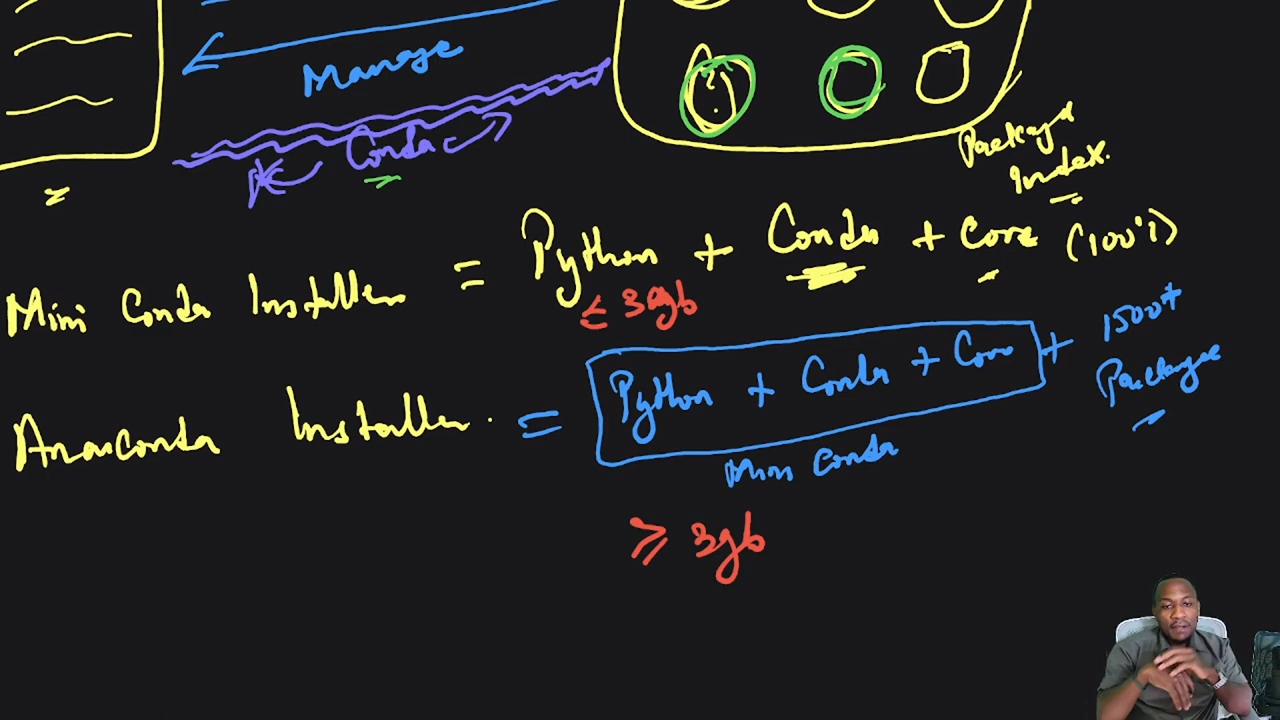 Manage
Conda
Package
Index.
Mini Conda Installer = Python + Conda + core (100's)
≤ 3gb
Anaconda Installer. = Python + Conda + Core + 1500+
Package
Mini Conda
≥ 3gb